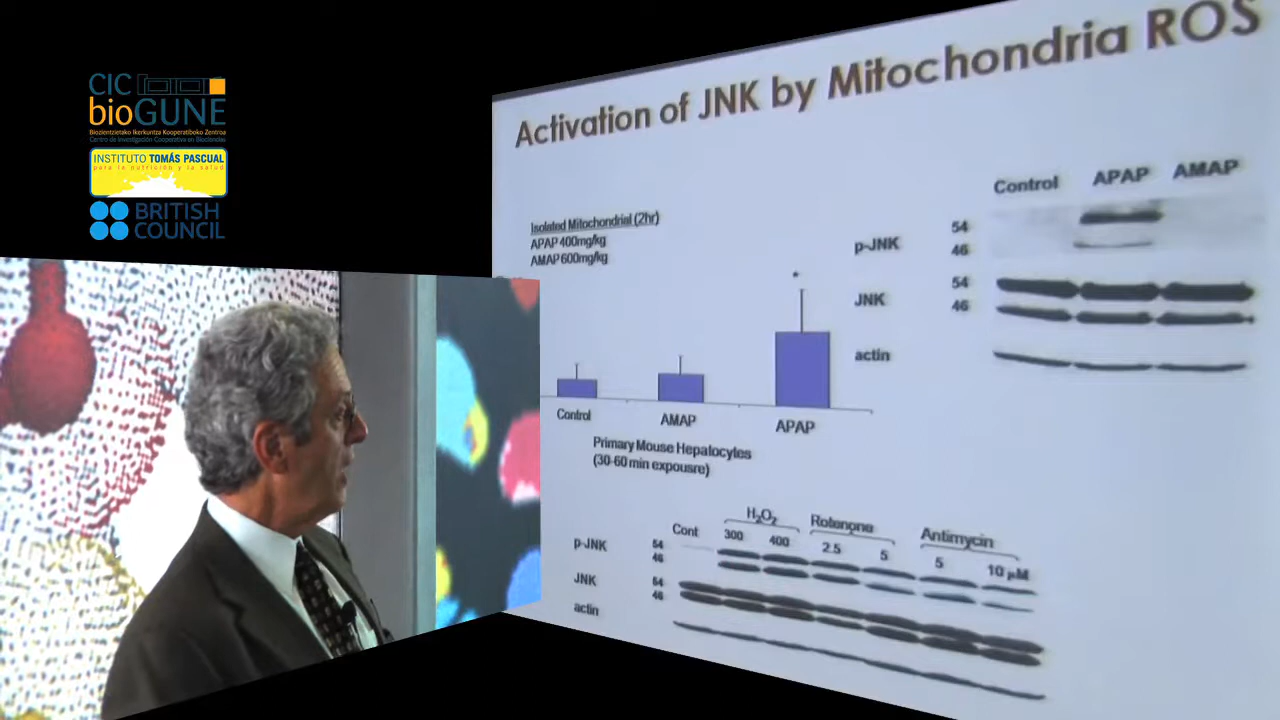 CIC
bioGUNE
Biozientzietako Ikerkuntza Kooperatiboko Zentroa
Centro de Investigación Cooperativa en Biociencias
INSTITUTO TOMÁS PASCUAL
para la nutrición y la salud
BRITISH
COUNCIL
Activation of JNK by Mitochondria ROS
Isolated Mitochondrial (2hr)
APAP 400mg/kg
AMAP 600mg/kg
*
Control
AMAP
APAP
Control
APAP
AMAP
p-JNK
54
46
JNK
54
46
actin
Primary Mouse Hepatocytes
(30-60 min expousre)
Cont
H₂O₂
300
400
Rotenone
2.5
5
Antimycin
5
10 µM
p-JNK
54
46
JNK
54
46
actin